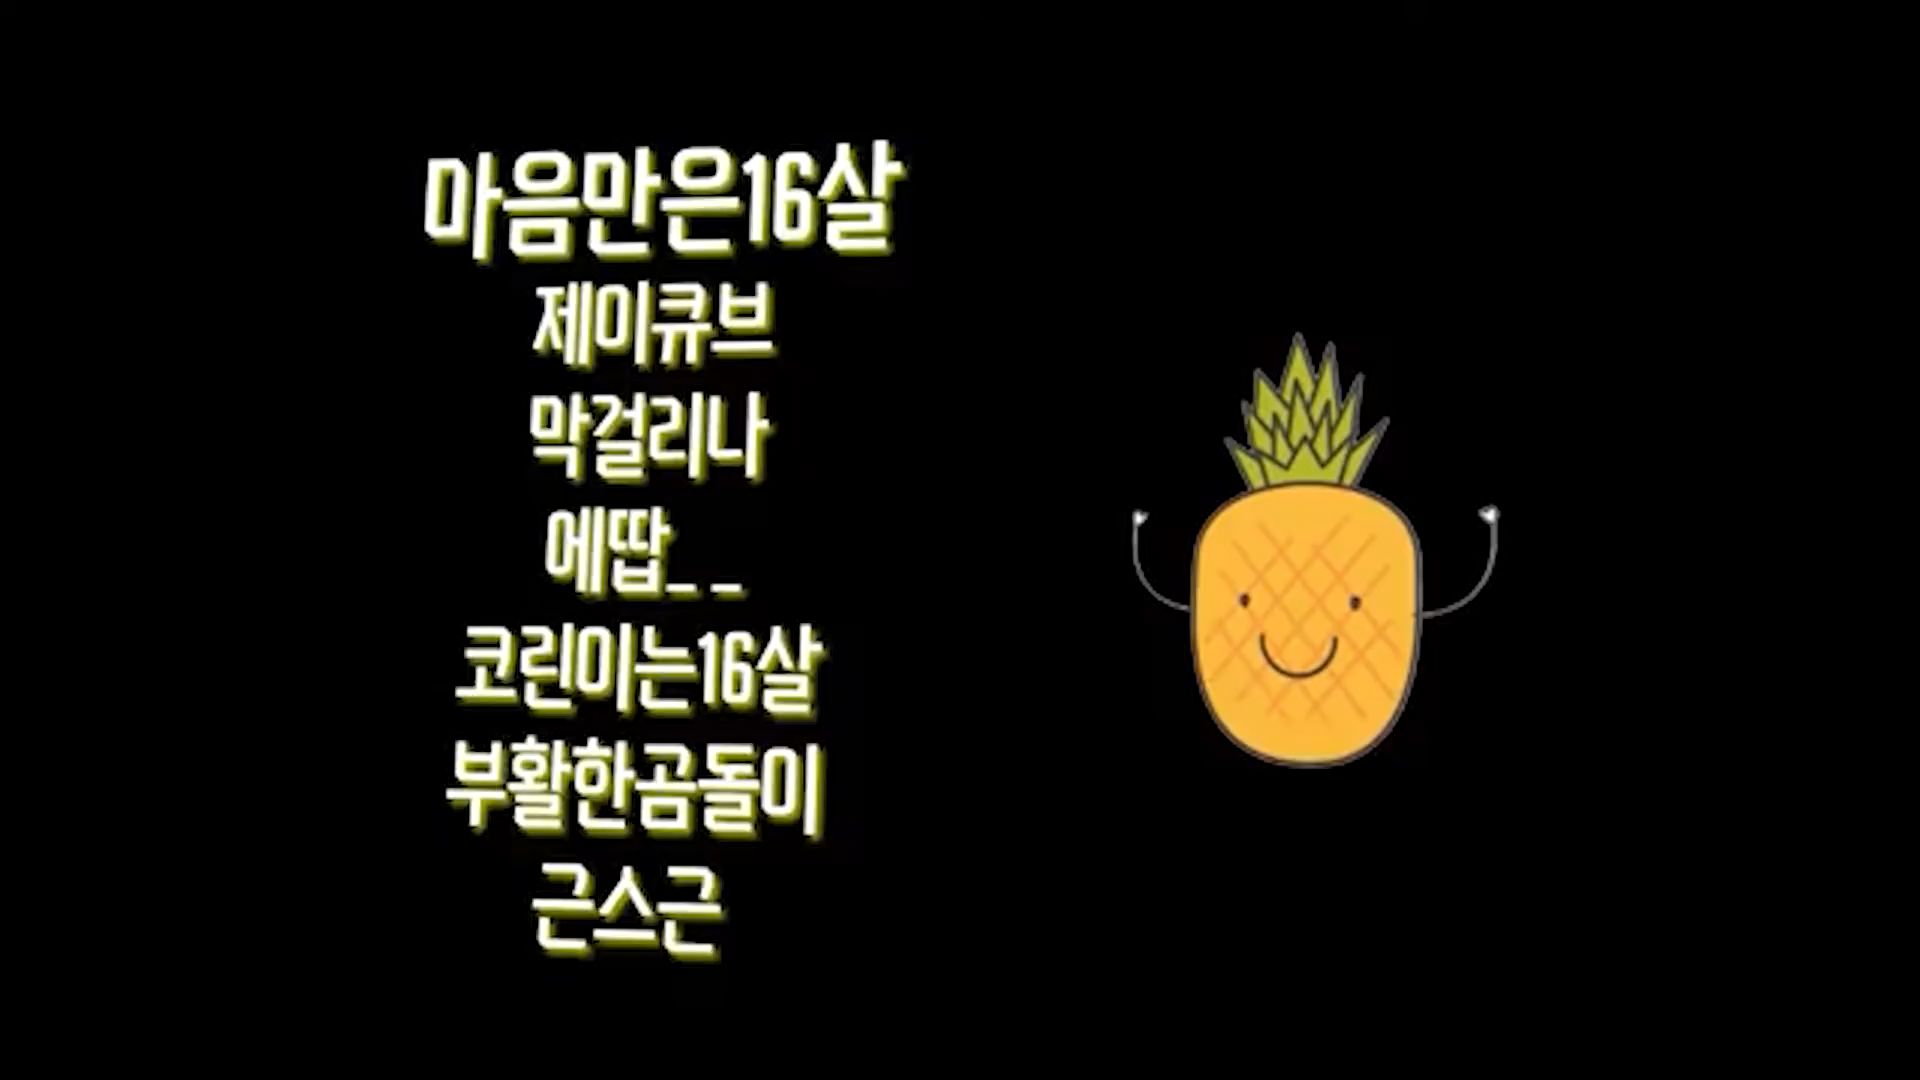 마음만은16살
제이큐브
막걸리나
에땁_ _
코린이는16살
부활한곰돌이
근스근